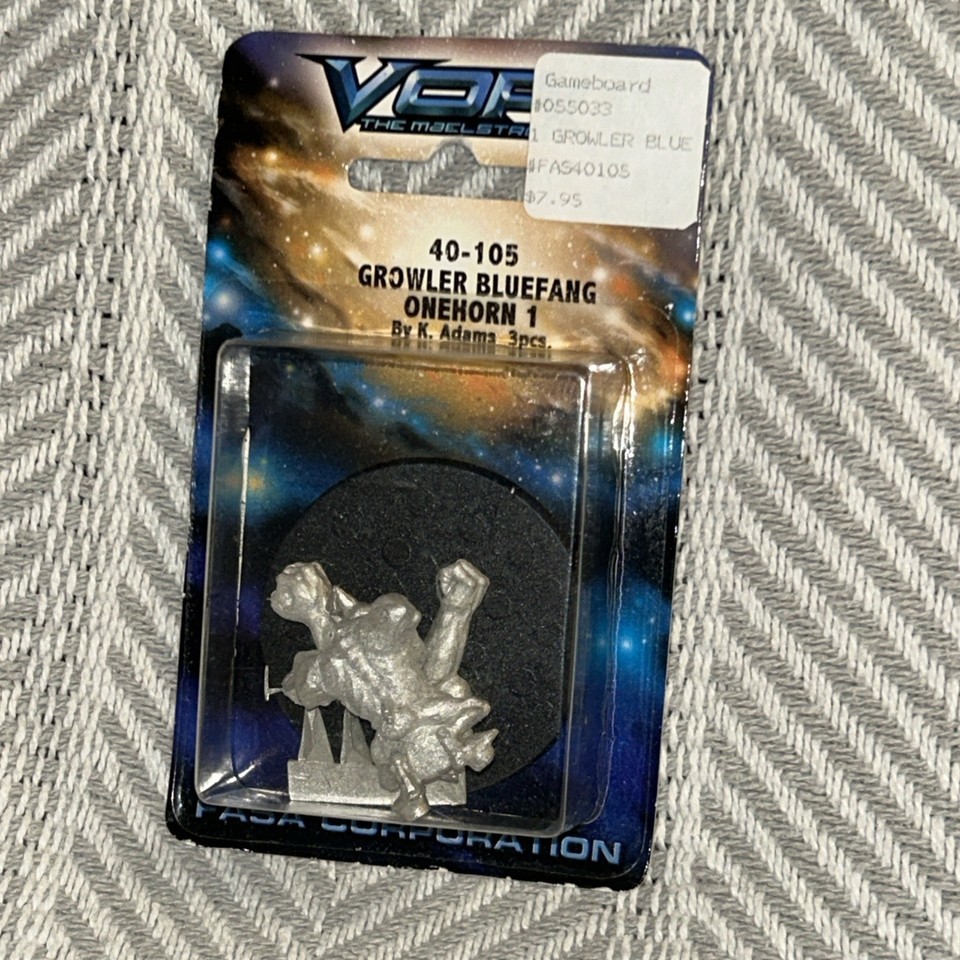 VOR
THE MAELSTR
Gameboard
#055033
1 GROWLER BLUE
#FAS40105
$7.95
40-105
GROWLER BLUEFANG
ONEHORN 1
By K. Adams 3pcs.
FASA CORPORATION